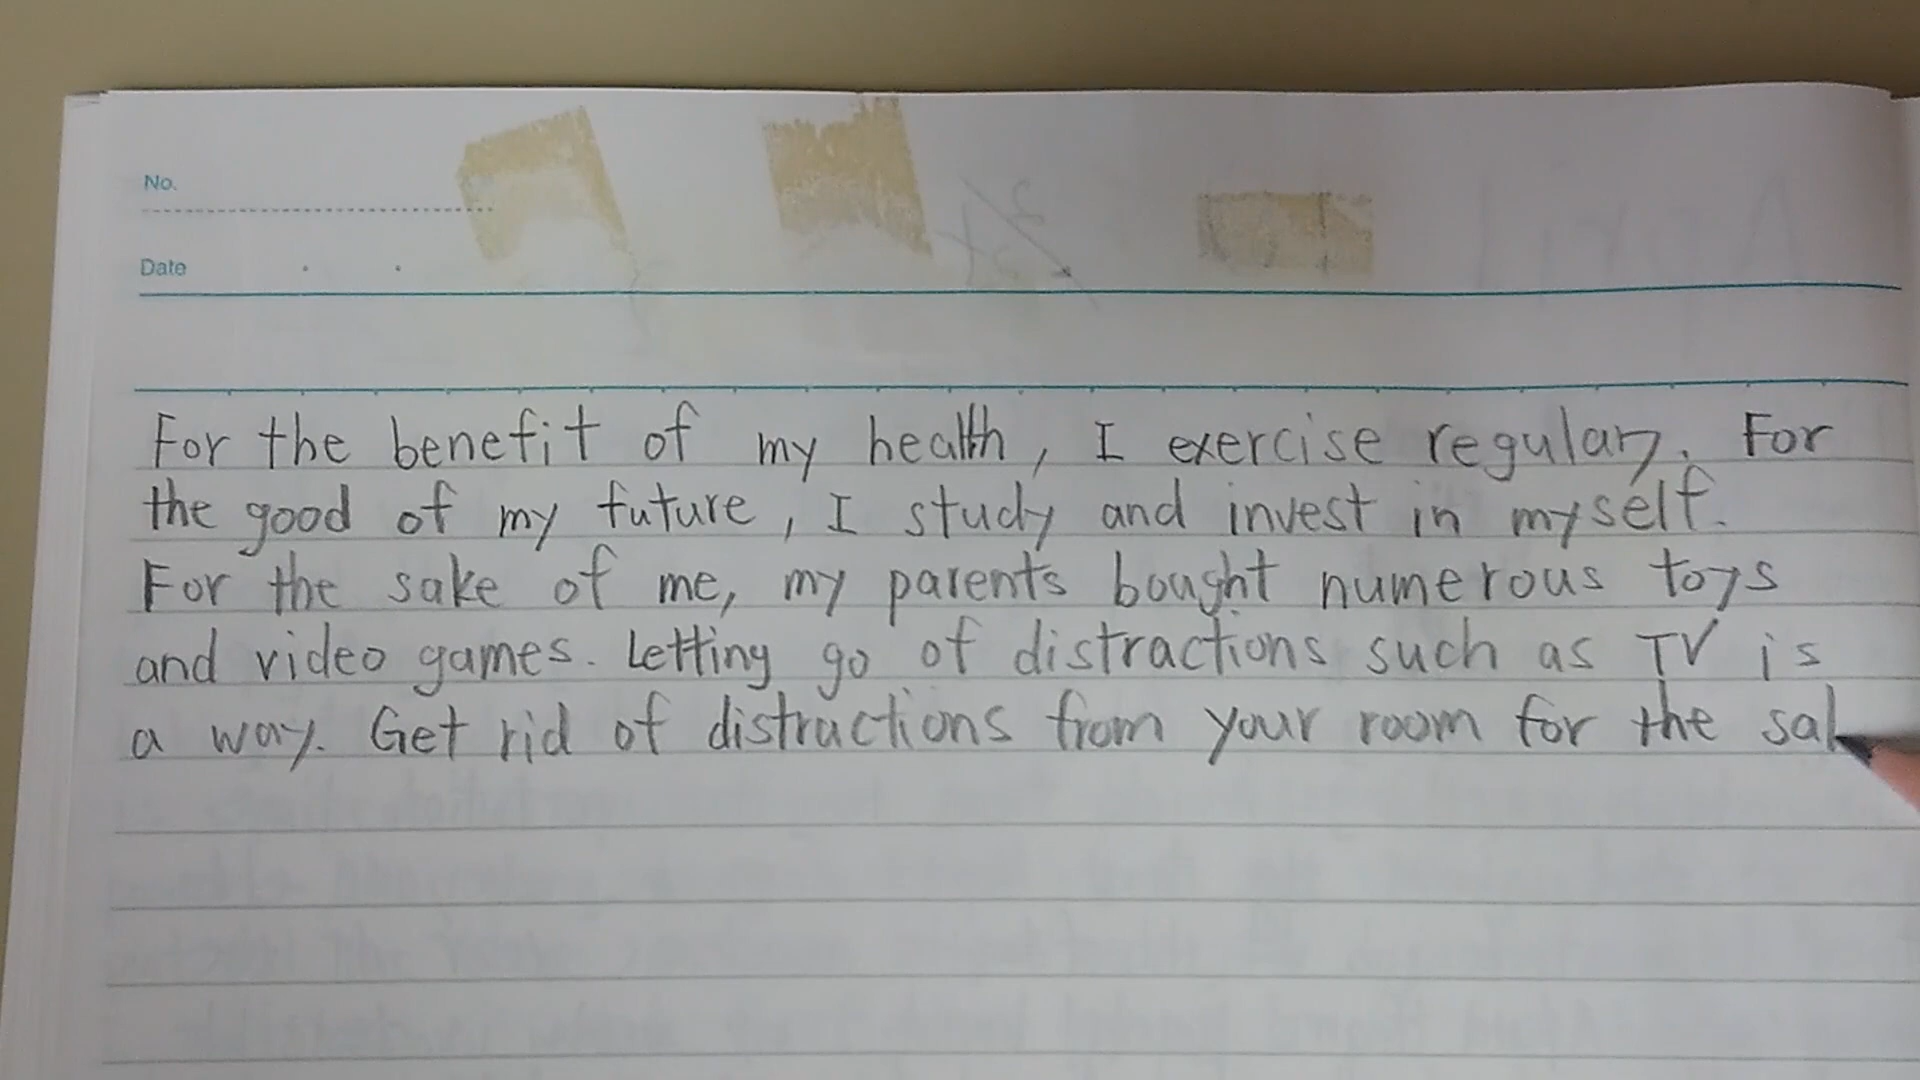 No.
Date
For the benefit of my health, I exercise regulary. For
the good of my future, I study and invest in myself.
For the sake of me, my parents bought numerous toys
and video games. Letting go of distractions such as TV is
a way. Get rid of distractions from your room for the sak